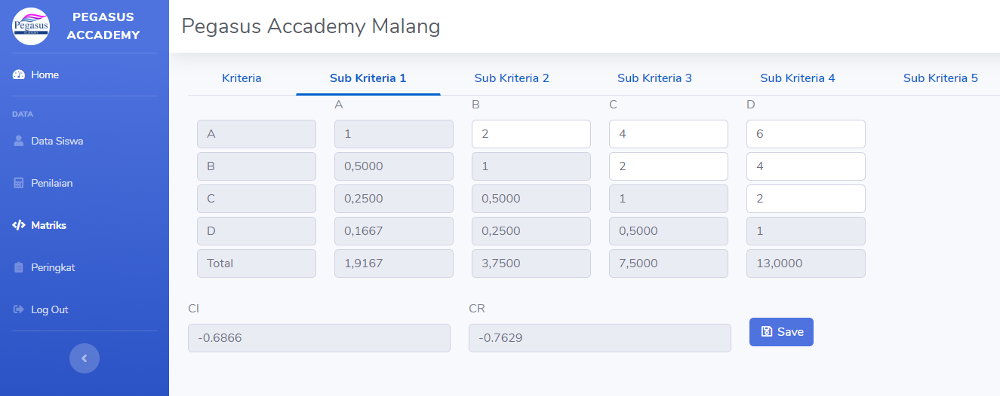 Pegasus
ACADEMY
PEGASUS
ACCADEMY
Home
DATA
Data Siswa
Penilaian
Matriks
Peringkat
Log Out
Pegasus Accademy Malang
Kriteria Sub Kriteria 1 Sub Kriteria 2 Sub Kriteria 3 Sub Kriteria 4 Sub Kriteria 5
A B C D
A 1 2 4 6
B 0,5000 1 2 4
C 0,2500 0,5000 1 2
D 0,1667 0,2500 0,5000 1
Total 1,9167 3,7500 7,5000 13,0000
CI CR
-0.6866 -0.7629 Save